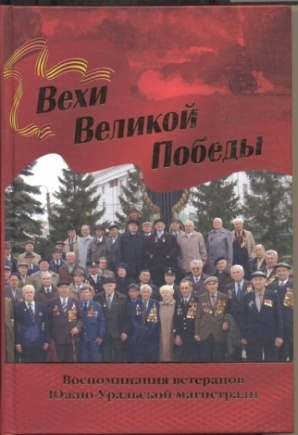 Вехи
Великой
Победы
Воспоминания ветеранов
Южно-Уральской магистрали